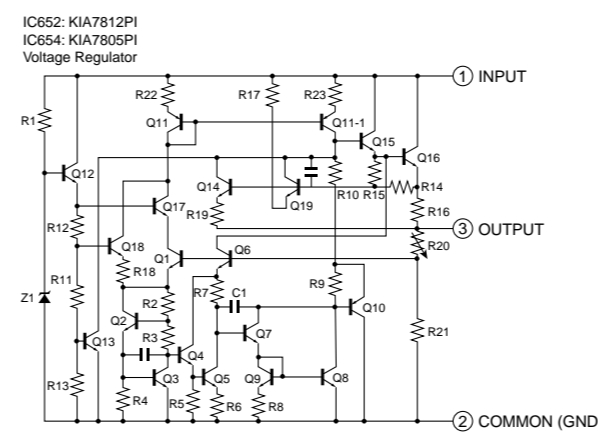 IC652: KIA7812PI
IC654: KIA7805PI
Voltage Regulator
1 INPUT
R22 R17 R23
R1
Q11 Q11-1
Q15
Q16
Q12
Q14 R10 R15 R14
Q19
Q17 R16
R19
R12 3 OUTPUT
Q18 Q6 R20
Q1
R18
R11 R7 R9
C1
Z1 R2 Q10
Q2 Q7 R21
R3
Q13 Q4
Q3 Q5 Q9 Q8
R13 R4 R5 R6 R8
2 COMMON (GND